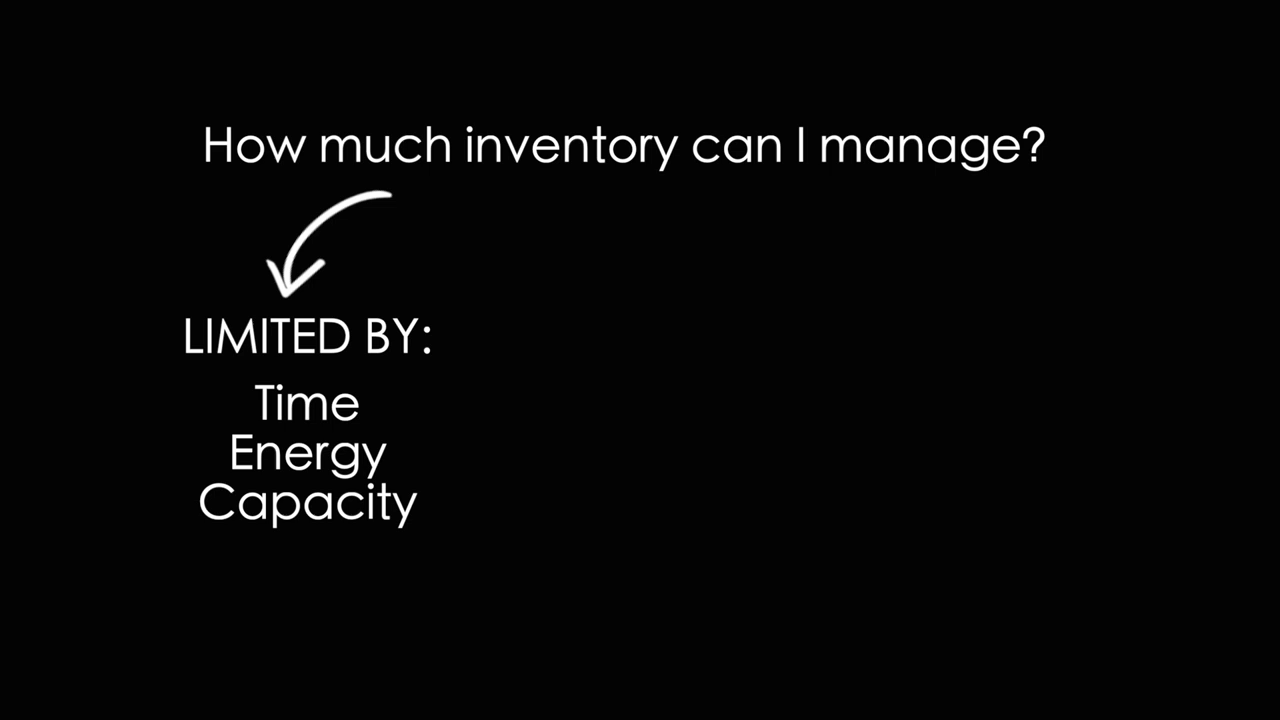 How much inventory can I manage?
LIMITED BY:
Time
Energy
Capacity